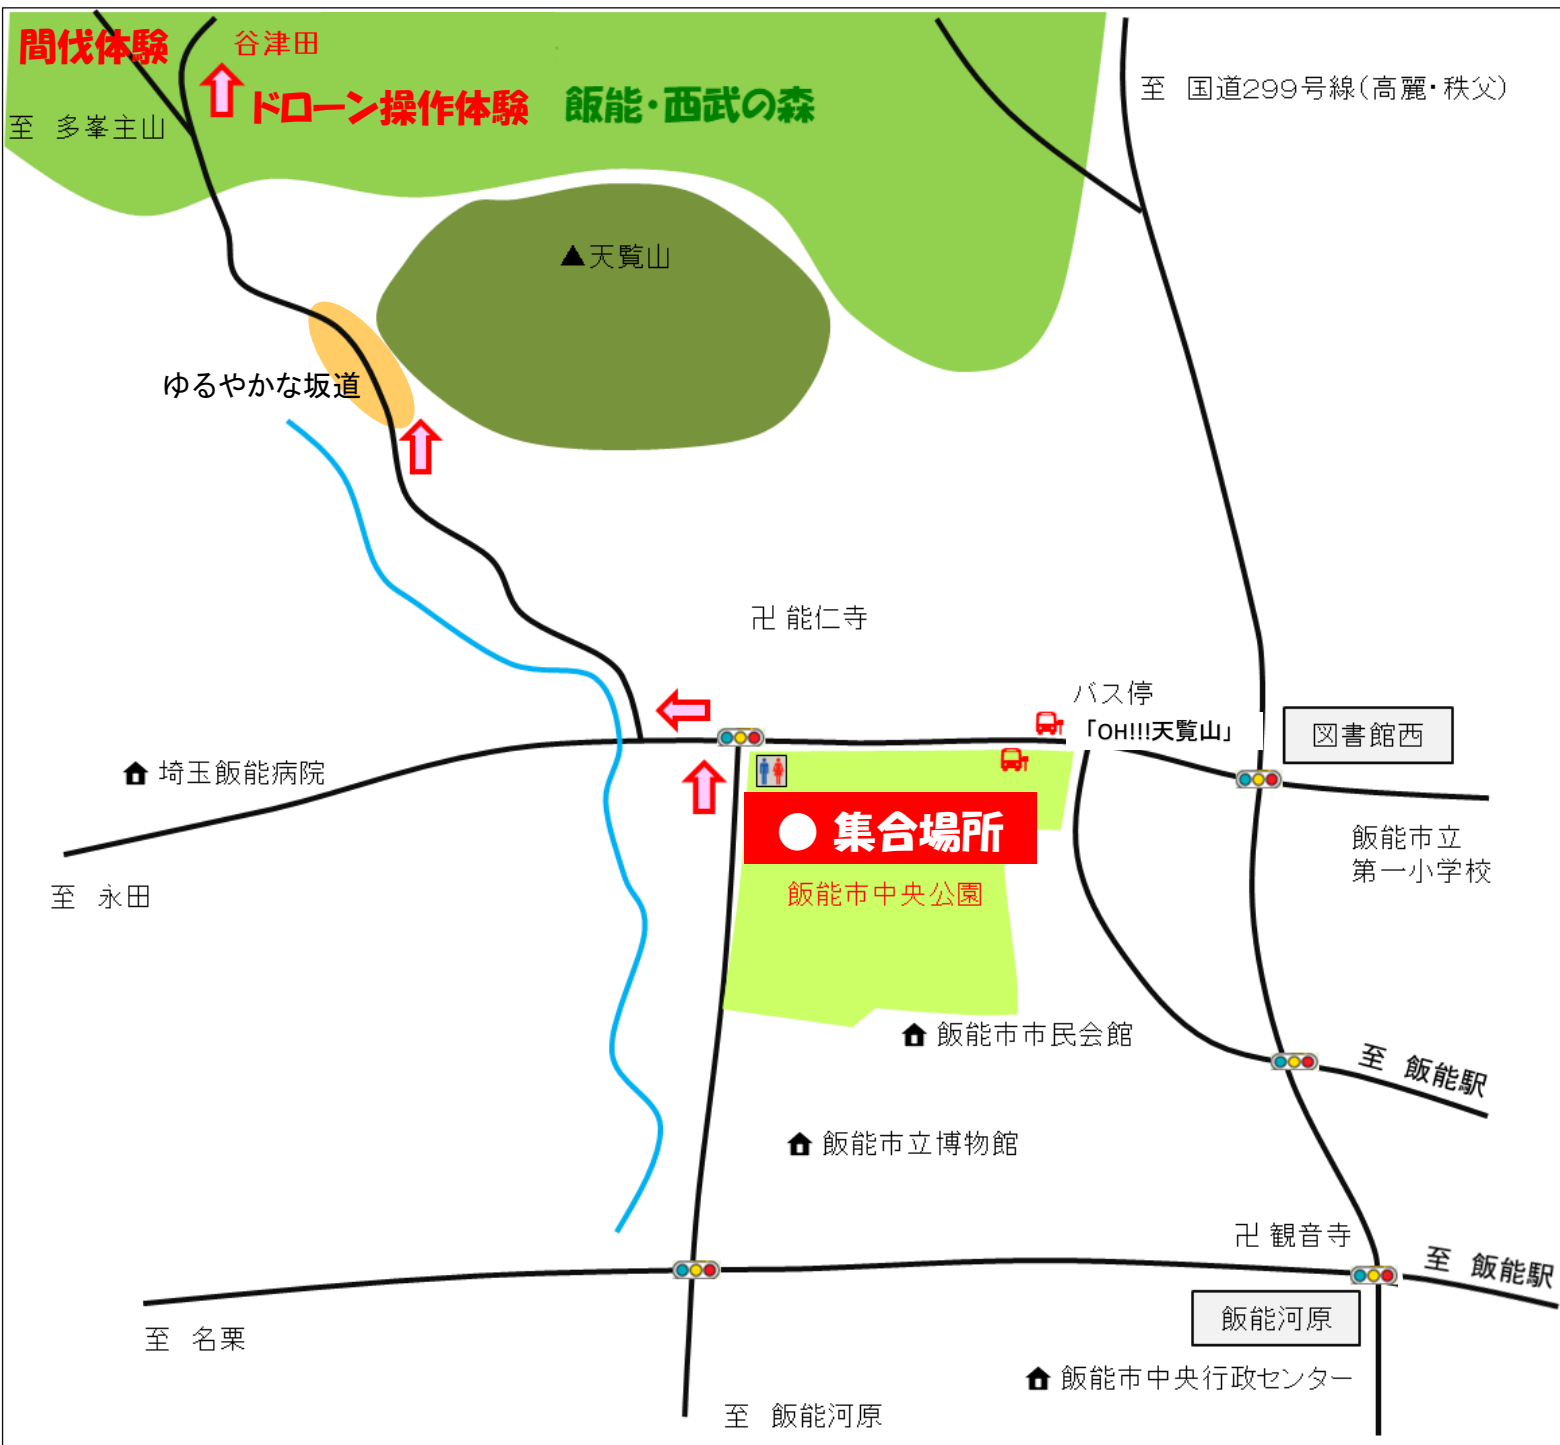 間伐体験
谷津田
至 多峯主山
ドローン操作体験
飯能・西武の森
至 国道299号線(高麗・秩父)
▲天覧山
ゆるやかな坂道
卍 能仁寺
バス停
「OH!!!天覧山」
図書館西
埼玉飯能病院
至 永田
● 集合場所
飯能市中央公園
飯能市立
第一小学校
飯能市市民会館
至 飯能駅
飯能市立博物館
卍 観音寺
至 飯能駅
飯能河原
至 名栗
飯能市中央行政センター
至 飯能河原